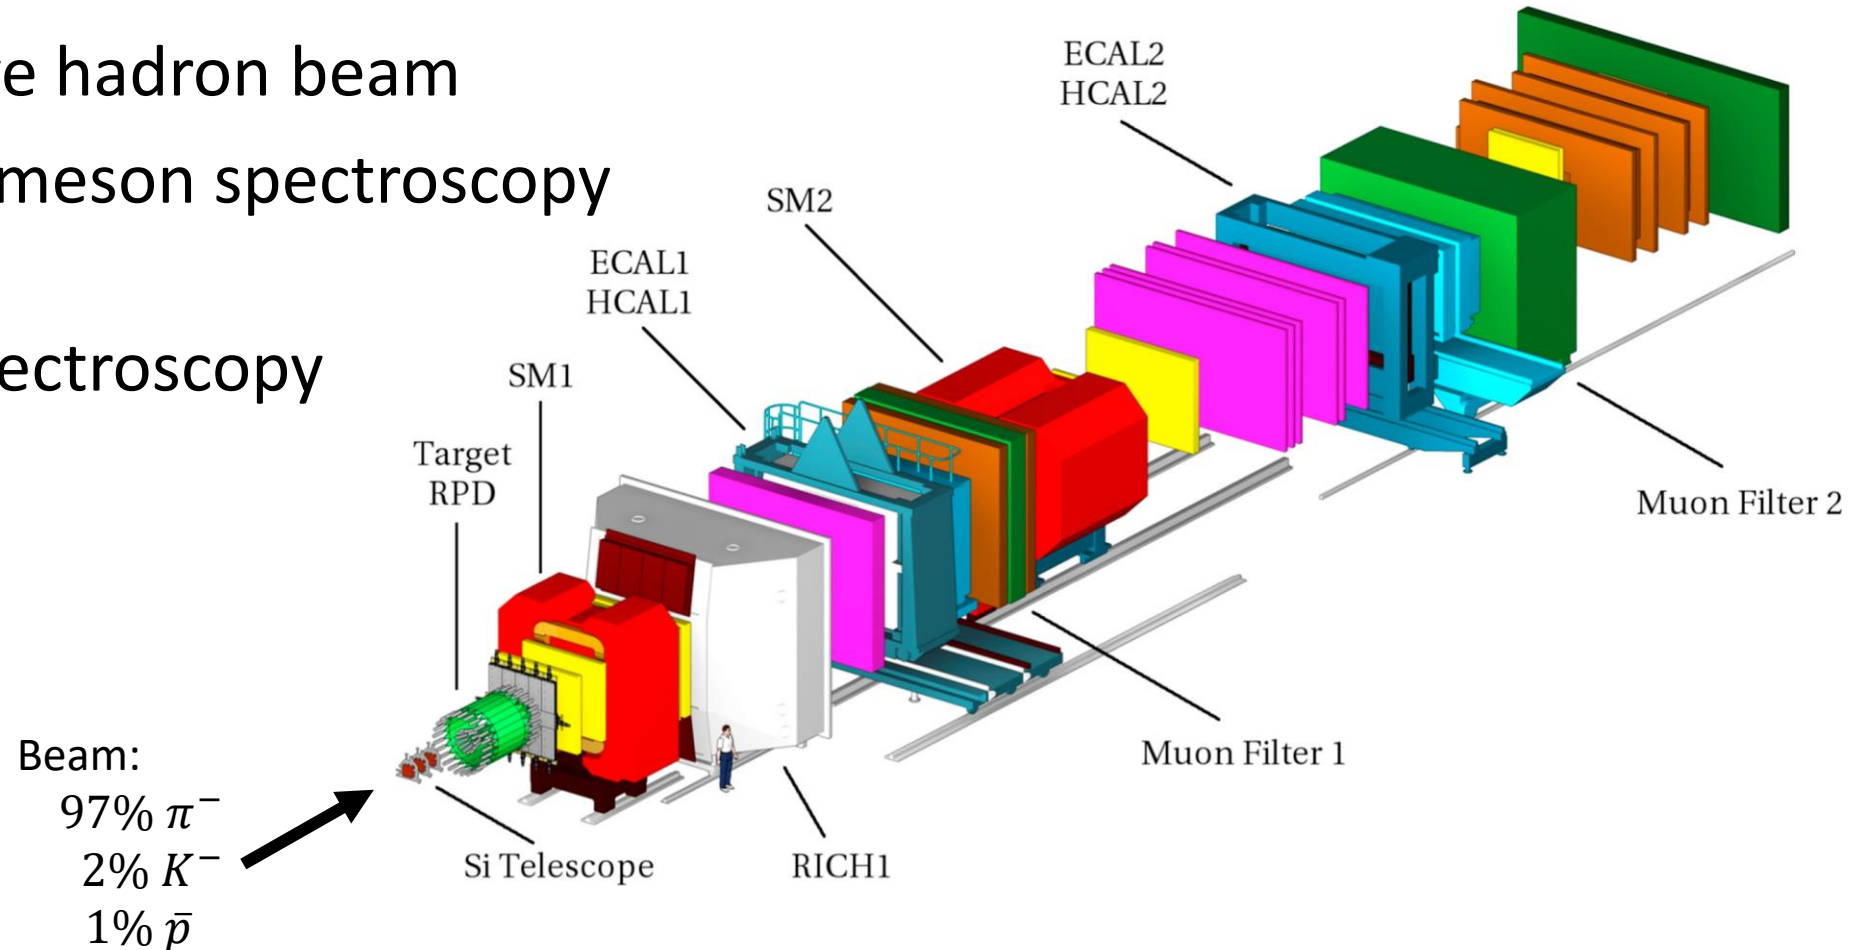 e hadron beam
meson spectroscopy
ectroscopy
ECAL2
HCAL2
SM2
ECAL1
HCAL1
SM1
Target
RPD
Muon Filter 2
Muon Filter 1
Beam:
97% π⁻
2% K⁻
1% p̄
Si Telescope
RICH1